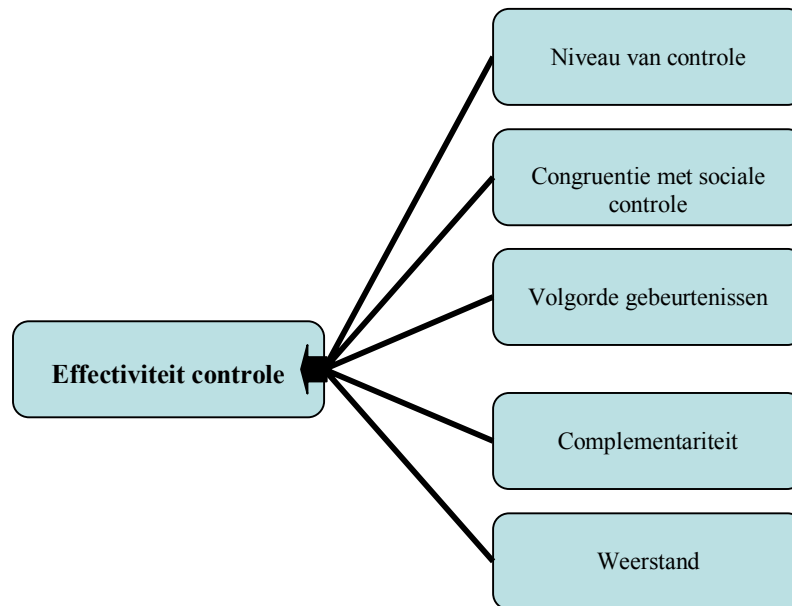 Niveau van controle
Congruentie met sociale
controle
Volgorde gebeurtenissen
Effectiviteit controle
Complementariteit
Weerstand